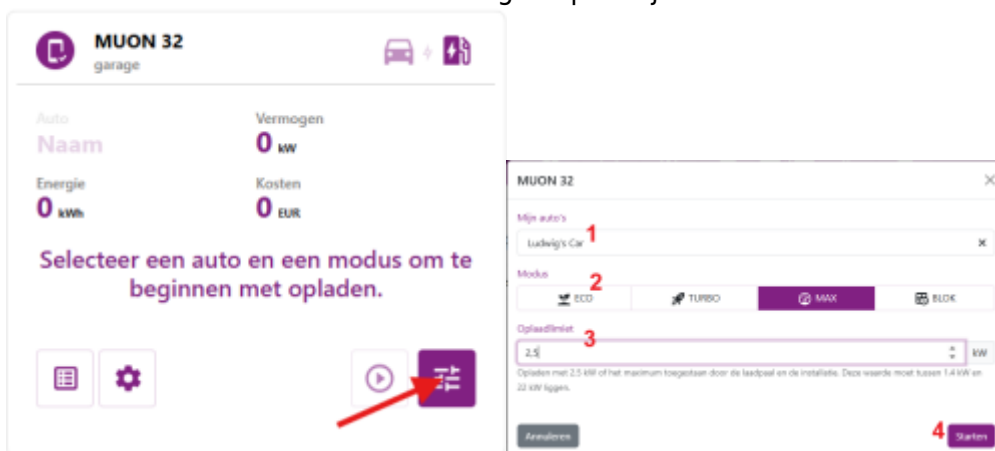 MUON 32
garage
Auto
Naam
Vermogen
0 kW
Energie
0 kWh
Kosten
0 EUR
Selecteer een auto en een modus om te
beginnen met opladen.
MUON 32
Mijn auto's
1
Ludwig's Car
Modus
2
ECO
TURBO
MAX
BLOK
Oplaadlimiet
3
2,5
kW
Opladen met 2.5 kW of het maximum toegestaan door de laadpaal en de installatie. Deze waarde moet tussen 1.4 kW en
22 kW liggen.
Annuleren
4
Starten